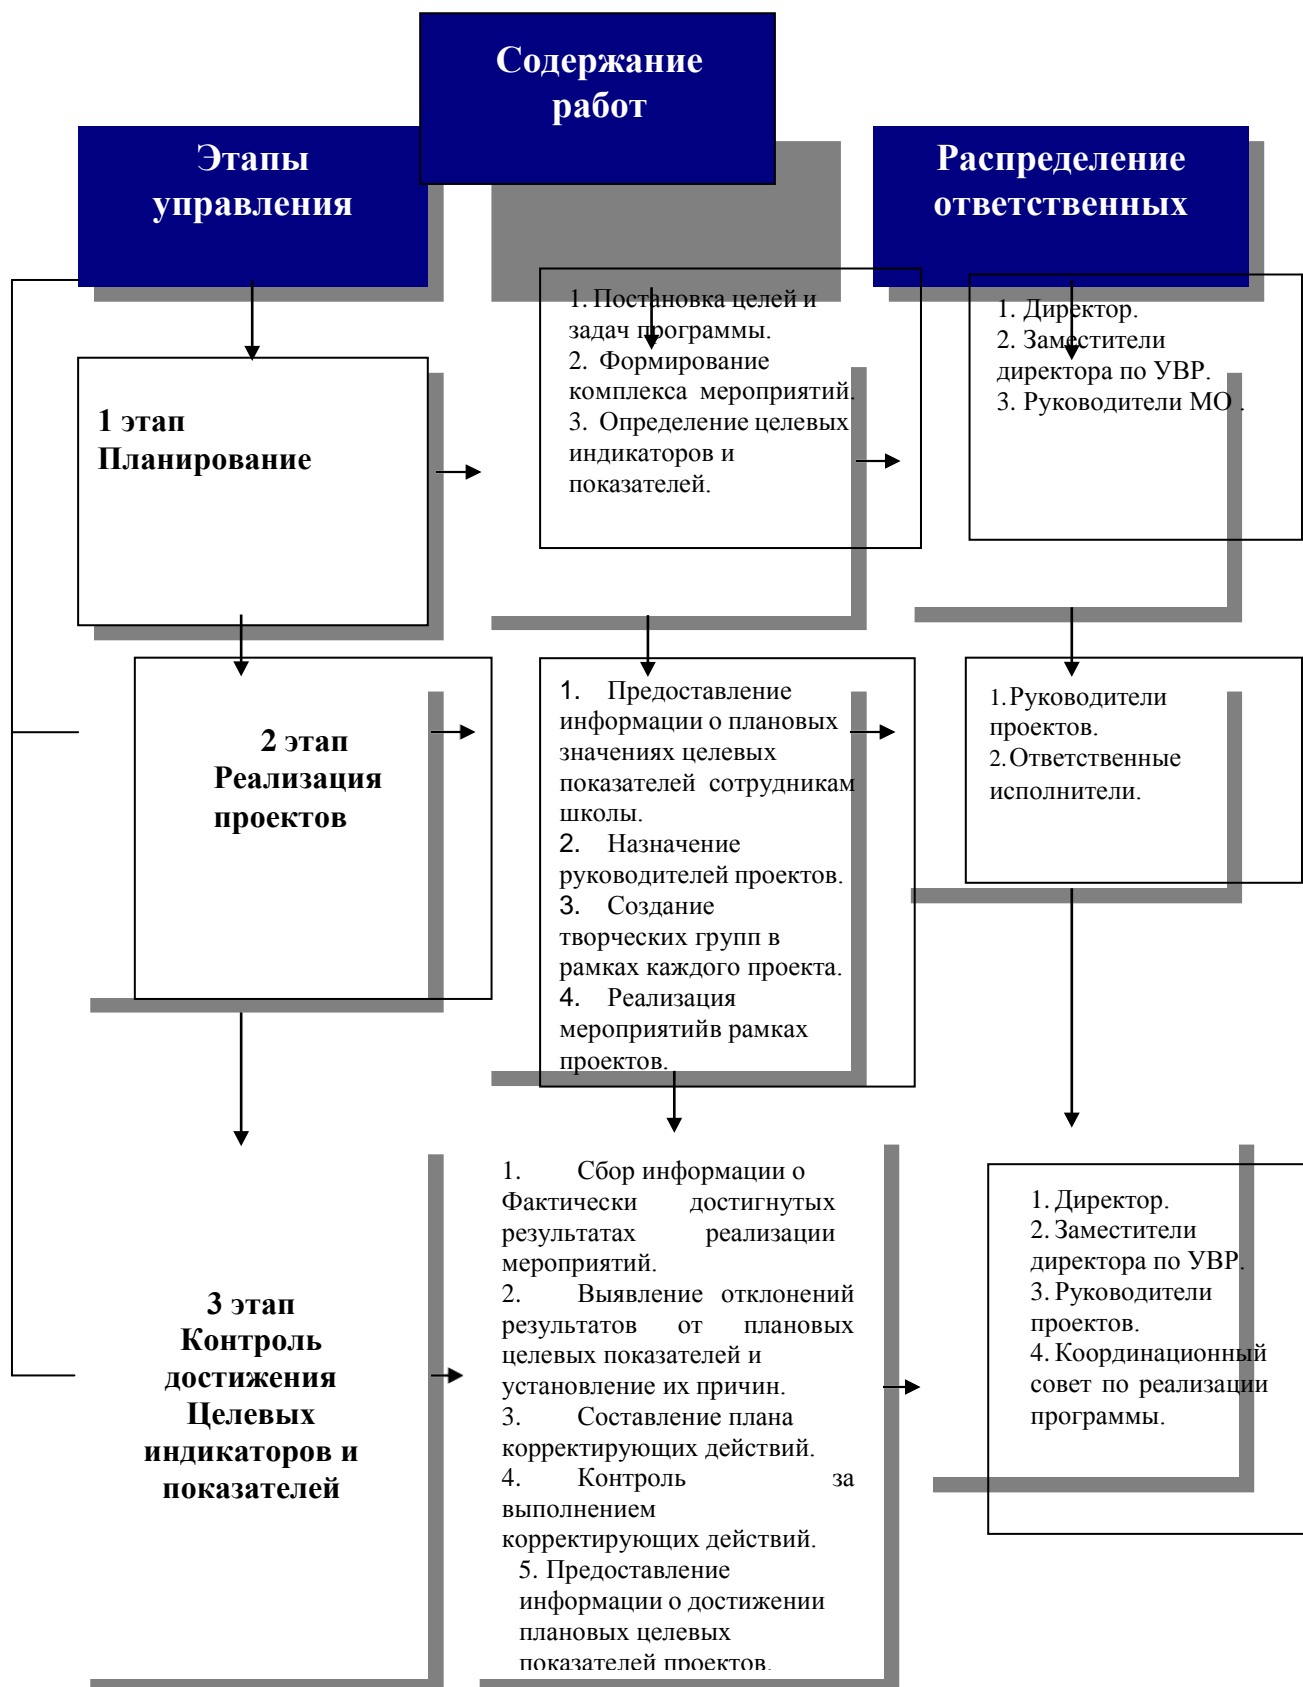 Содержание
работ
Этапы
управления
Распределение
ответственных
1 этап
Планирование
1. Постановка целей и
задач программы.
2. Формирование
комплекса мероприятий.
3. Определение целевых
индикаторов и
показателей.
1. Директор.
2. Заместители
директора по УВР.
3. Руководители МО .
2 этап
Реализация
проектов
1. Предоставление
информации о плановых
значениях целевых
показателей сотрудникам
школы.
2. Назначение
руководителей проектов.
3. Создание
творческих групп в
рамках каждого проекта.
4. Реализация
мероприятийв рамках
проектов.
1. Руководители
проектов.
2. Ответственные
исполнители.
3 этап
Контроль
достижения
Целевых
индикаторов и
показателей
1. Сбор информации о
Фактически достигнутых
результатах реализации
мероприятий.
2. Выявление отклонений
результатов от плановых
целевых показателей и
установление их причин.
3. Составление плана
корректирующих действий.
4. Контроль за
выполнением
корректирующих действий.
5. Предоставление
информации о достижении
плановых целевых
показателей проектов.
1. Директор.
2. Заместители
директора по УВР.
3. Руководители
проектов.
4. Координационный
совет по реализации
программы.